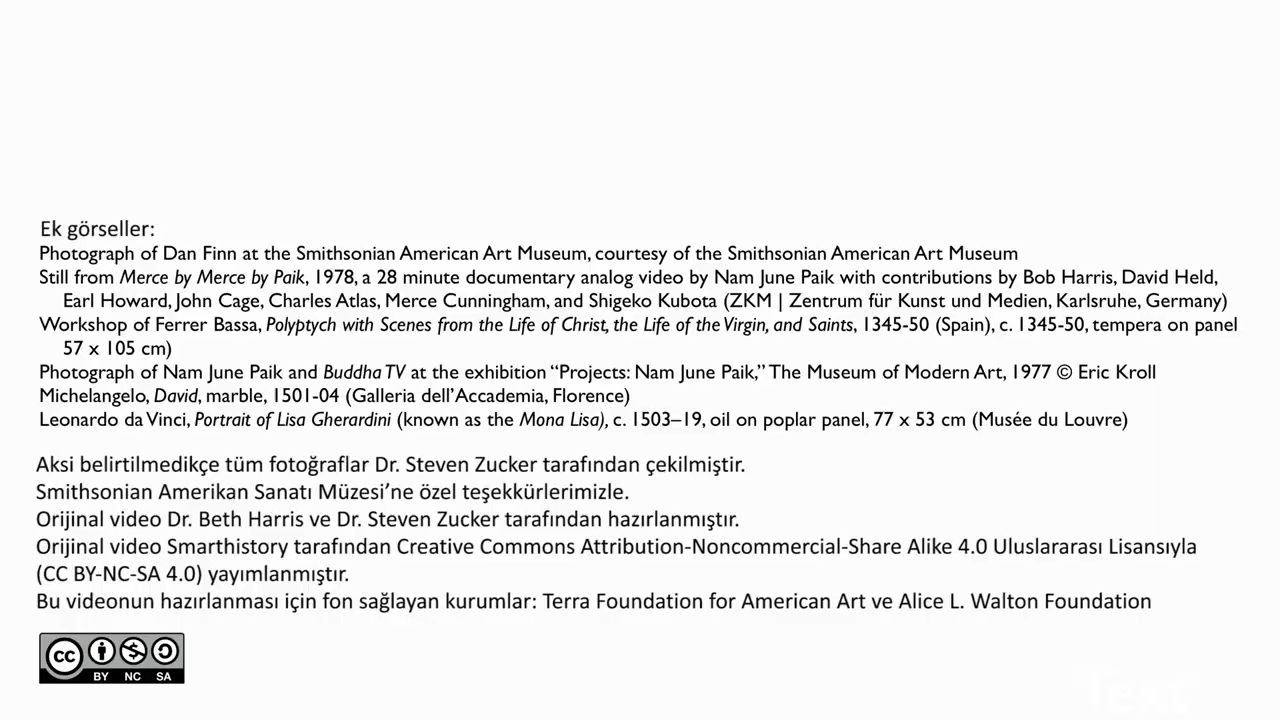 Ek görseller:
Photograph of Dan Finn at the Smithsonian American Art Museum, courtesy of the Smithsonian American Art Museum
Still from Merce by Merce by Paik, 1978, a 28 minute documentary analog video by Nam June Paik with contributions by Bob Harris, David Held,
Earl Howard, John Cage, Charles Atlas, Merce Cunningham, and Shigeko Kubota (ZKM | Zentrum für Kunst und Medien, Karlsruhe, Germany)
Workshop of Ferrer Bassa, Polyptych with Scenes from the Life of Christ, the Life of the Virgin, and Saints, 1345-50 (Spain), c. 1345-50, tempera on panel
57 x 105 cm)
Photograph of Nam June Paik and Buddha TV at the exhibition “Projects: Nam June Paik,” The Museum of Modern Art, 1977 © Eric Kroll
Michelangelo, David, marble, 1501-04 (Galleria dell’Accademia, Florence)
Leonardo da Vinci, Portrait of Lisa Gherardini (known as the Mona Lisa), c. 1503–19, oil on poplar panel, 77 x 53 cm (Musée du Louvre)
Aksi belirtilmedikçe tüm fotoğraflar Dr. Steven Zucker tarafından çekilmiştir.
Smithsonian Amerikan Sanatı Müzesi’ne özel teşekkürlerimizle.
Orijinal video Dr. Beth Harris ve Dr. Steven Zucker tarafından hazırlanmıştır.
Orijinal video Smarthistory tarafından Creative Commons Attribution-Noncommercial-Share Alike 4.0 Uluslararası Lisansıyla
(CC BY-NC-SA 4.0) yayımlanmıştır.
Bu videonun hazırlanması için fon sağlayan kurumlar: Terra Foundation for American Art ve Alice L. Walton Foundation
CC BY NC SA
Text